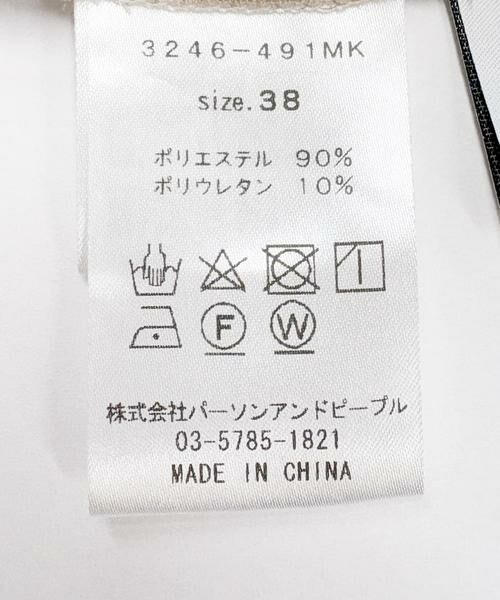 3246-491MK
size.38
ポリエステル 90%
ポリウレタン 10%
F W
株式会社パーソンアンドピープル
03-5785-1821
MADE IN CHINA